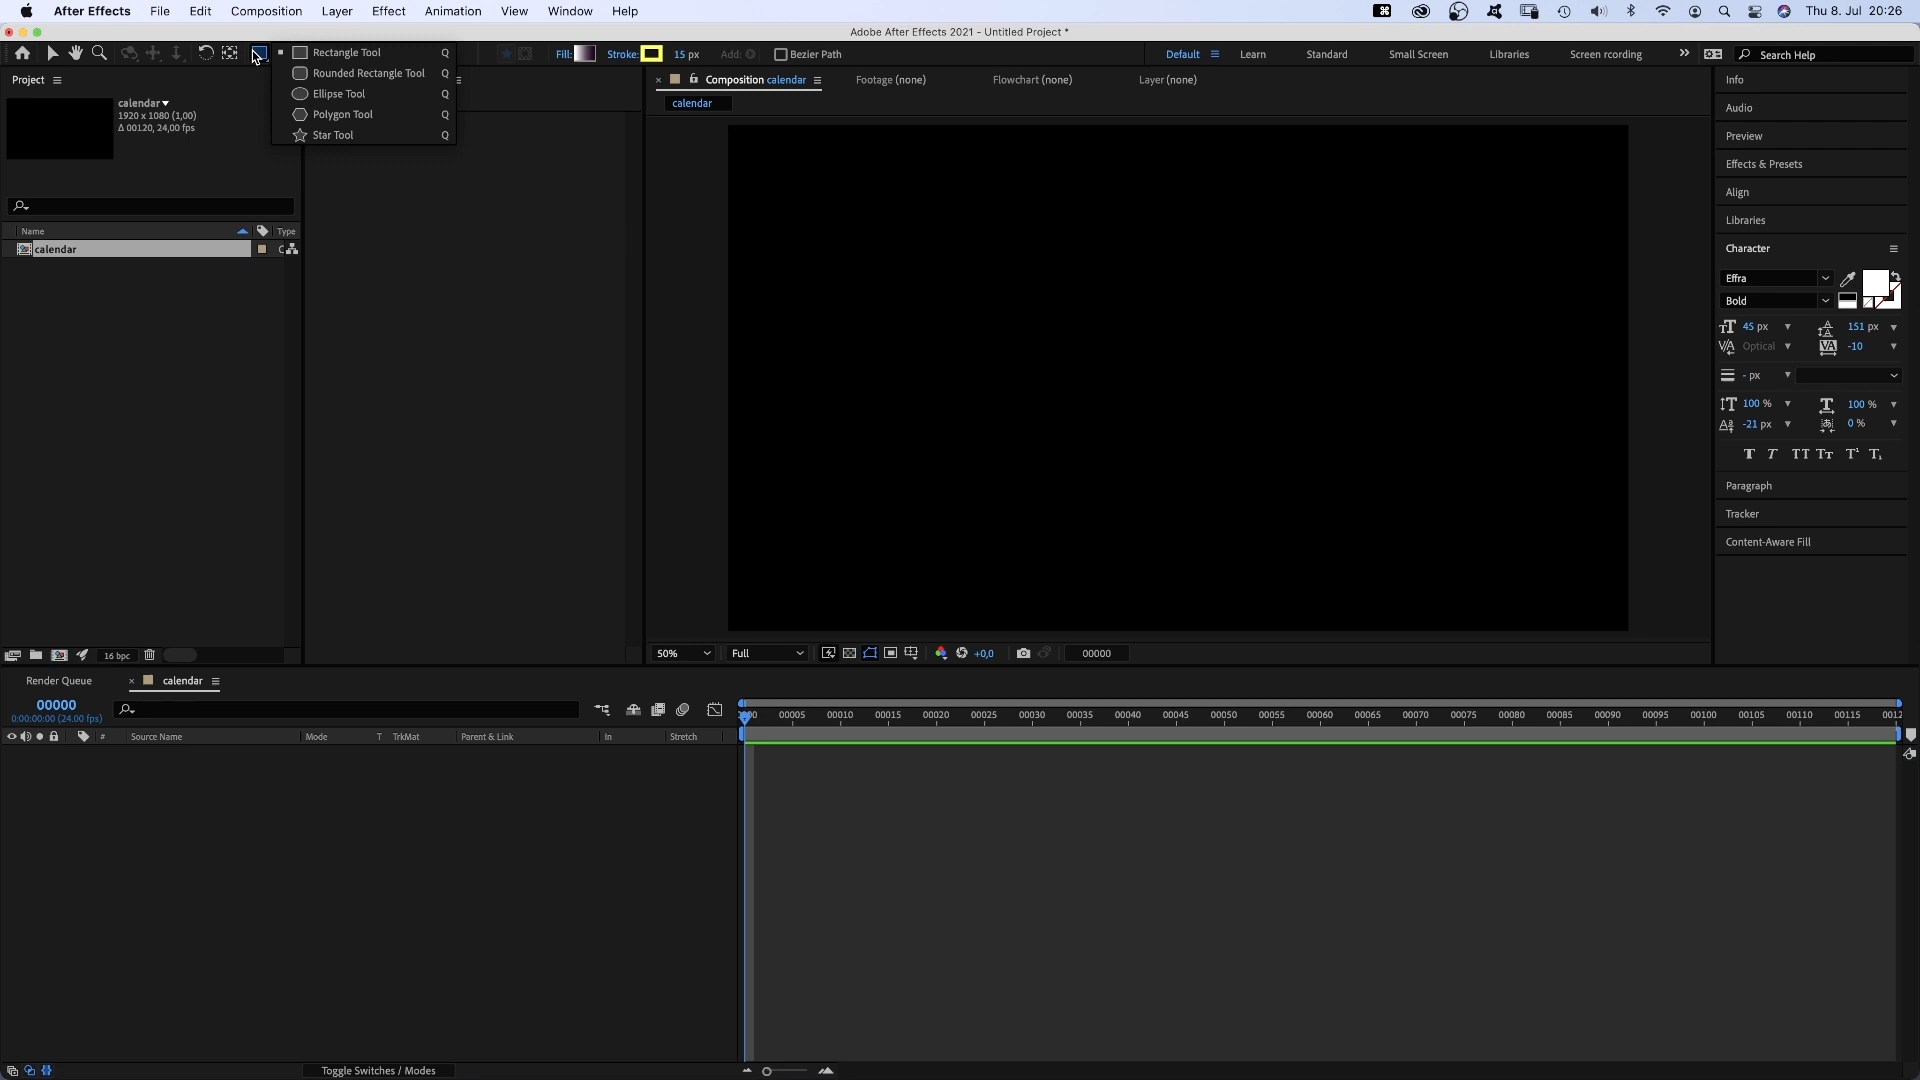 After Effects File Edit Composition Layer Effect Animation View Window Help Thu 8. Jul 20:26
Adobe After Effects 2021 - Untitled Project *
Rectangle Tool Q
Rounded Rectangle Tool Q
Ellipse Tool Q
Polygon Tool Q
Star Tool Q
Fill: Stroke: 15 px Add: Bezier Path
Default Learn Standard Small Screen Libraries Screen rcording Search Help
Project
calendar
1920 x 1080 (1,00)
Δ 00120, 24,00 fps
Name Type
calendar
16 bpc
Composition calendar Footage (none) Flowchart (none) Layer (none)
calendar
50% Full +0,0 00000
Info
Audio
Preview
Effects & Presets
Align
Libraries
Character
Effra
Bold
45 px 151 px
Optical -10
- px
100 % 100 %
-21 px 0 %
Paragraph
Tracker
Content-Aware Fill
Render Queue calendar
00000
0:00:00:00 (24.00 fps)
00005 00010 00015 00020 00025 00030 00035 00040 00045 00050 00055 00060 00065 00070 00075 00080 00085 00090 00095 00100 00105 00110 00115 0012
# Source Name Mode T TrkMat Parent & Link In Stretch
Toggle Switches / Modes